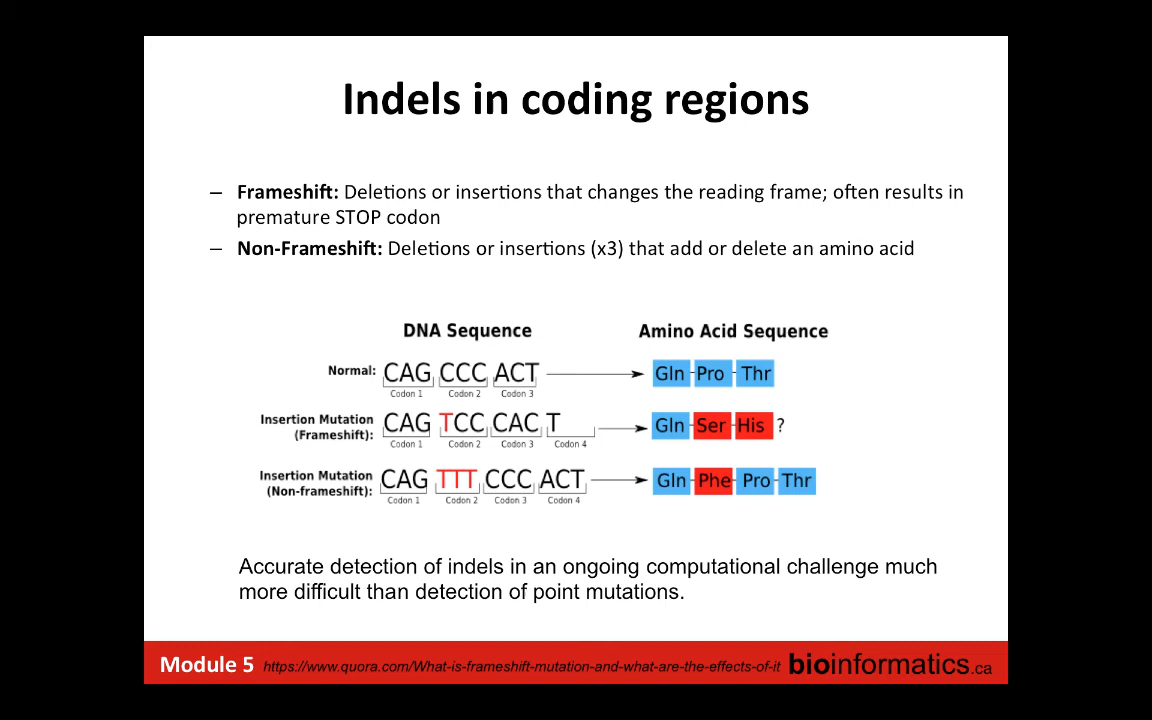 Indels in coding regions
– Frameshift: Deletions or insertions that changes the reading frame; often results in
premature STOP codon
– Non-Frameshift: Deletions or insertions (x3) that add or delete an amino acid
DNA Sequence Amino Acid Sequence
Normal: CAG CCC ACT Gln Pro Thr
Codon 1 Codon 2 Codon 3
Insertion Mutation
(Frameshift): CAG TCC CAC T Gln Ser His ?
Codon 1 Codon 2 Codon 3 Codon 4
Insertion Mutation
(Non-frameshift): CAG TTT CCC ACT Gln Phe Pro Thr
Codon 1 Codon 2 Codon 3 Codon 4
Accurate detection of indels in an ongoing computational challenge much
more difficult than detection of point mutations.
Module 5 https://www.quora.com/What-is-frameshift-mutation-and-what-are-the-effects-of-it bioinformatics.ca